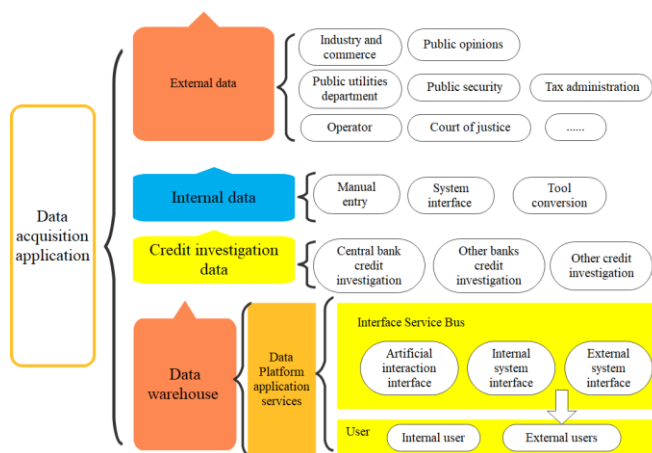 Data
acquisition
application
External data
Industry and
commerce
Public opinions
Public utilities
department
Public security
Tax administration
Operator
Court of justice
......
Internal data
Manual
entry
System
interface
Tool
conversion
Credit investigation
data
Central bank
credit
investigation
Other banks
credit
investigation
Other credit
investigation
Data
warehouse
Data
Platform
application
services
Interface Service Bus
Artificial
interaction
interface
Internal
system
interface
External
system
interface
User
Internal user
External users